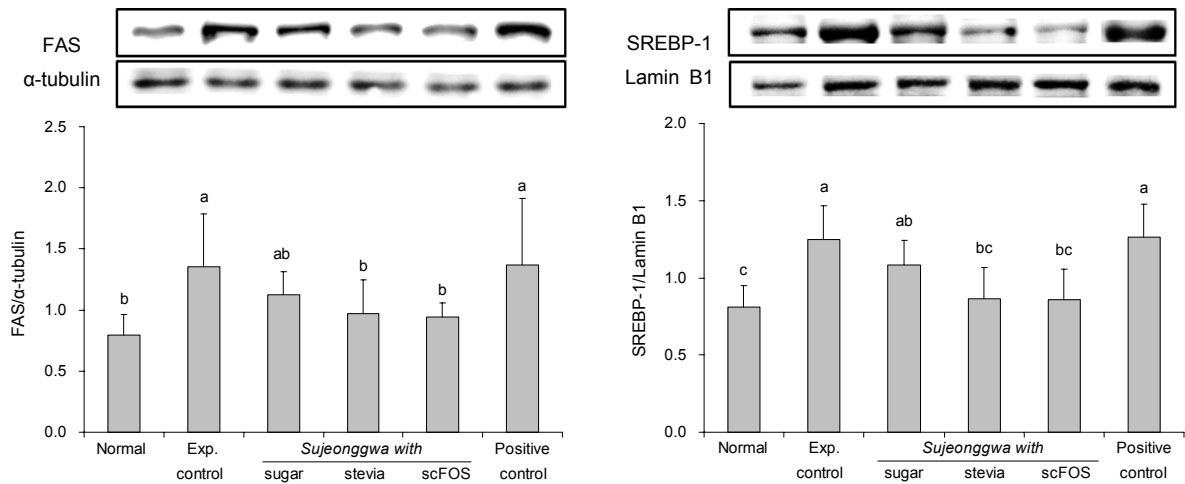 FAS
α-tubulin
2.5
2.0
1.5
1.0
0.5
0.0
FAS/α-tubulin
b
a
ab
b
b
a
Normal
Exp.
control
Sujeonggwa with
sugar
stevia
scFOS
Positive
control
SREBP-1
Lamin B1
2.0
1.5
1.0
0.5
0.0
SREBP-1/Lamin B1
c
a
ab
bc
bc
a
Normal
Exp.
control
Sujeonggwa with
sugar
stevia
scFOS
Positive
control